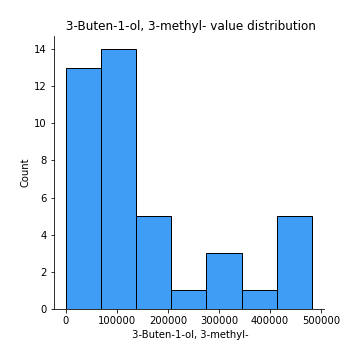 3-Buten-1-ol, 3-methyl- value distribution
14
12
10
8
6
4
2
0
Count
0 100000 200000 300000 400000 500000
3-Buten-1-ol, 3-methyl-